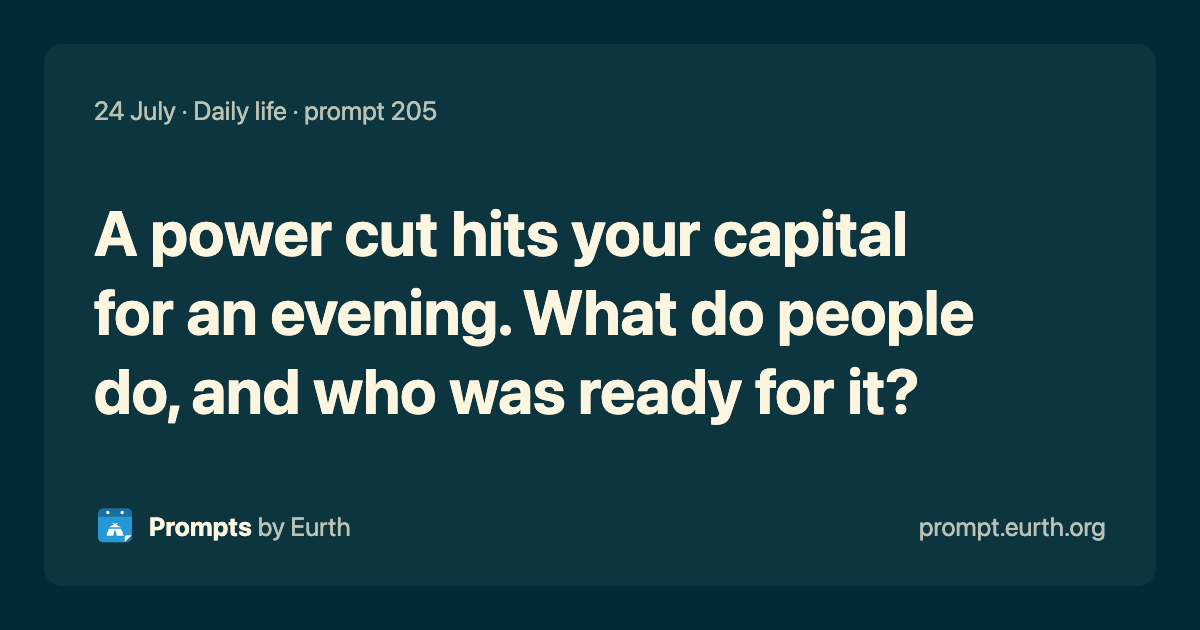 24 July · Daily life · prompt 205
A power cut hits your capital
for an evening. What do people
do, and who was ready for it?
Prompts by Eurth
prompt.eurth.org